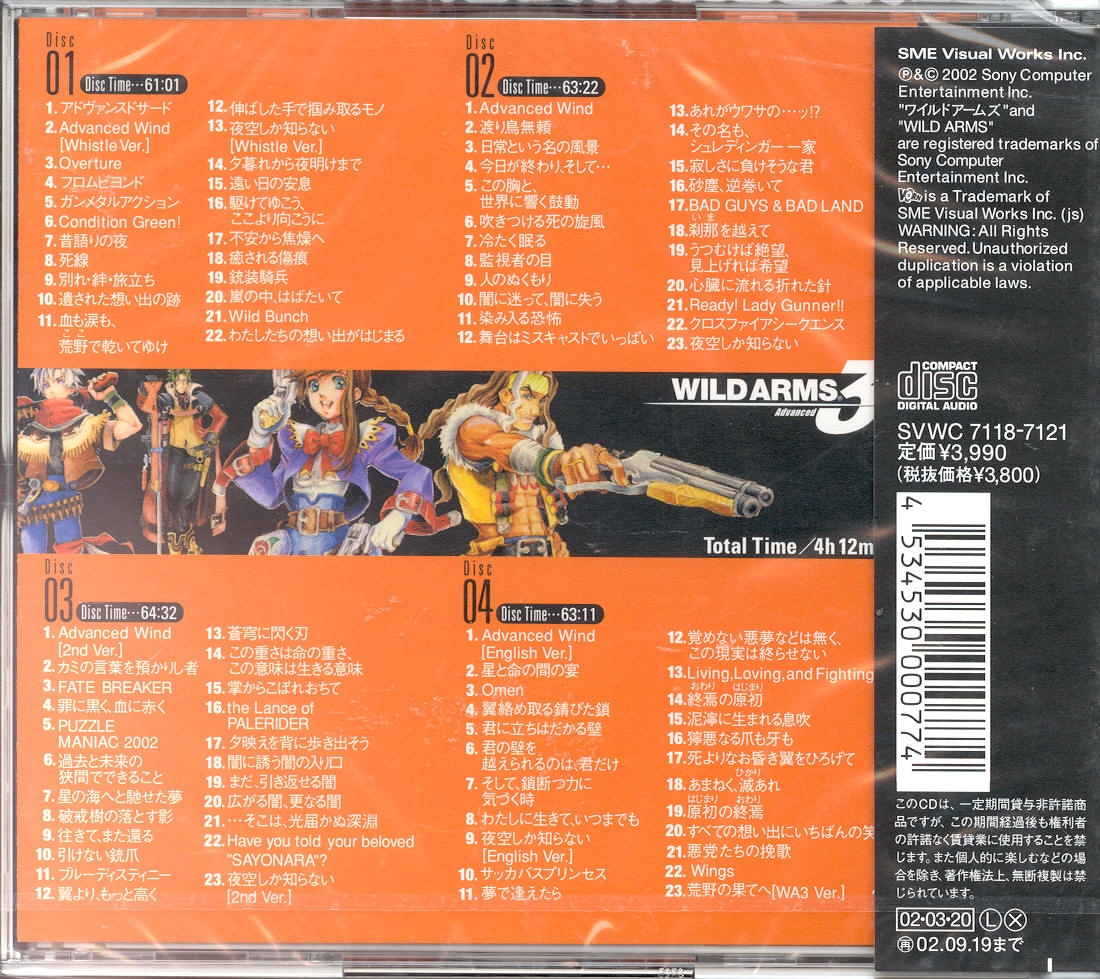 Disc
01 Disc Time…61:01
1. アドヴァンスドサード
2. Advanced Wind
[Whistle Ver.]
3. Overture
4. フロムビヨンド
5. ガンメタルアクション
6. Condition Green!
7. 昔語りの夜
8. 死線
9. 別れ・絆・旅立ち
10. 遺された想い出の跡
11. 血も涙も、
ここ
荒野で乾いてゆけ
12. 伸ばした手で掴み取るモノ
13. 夜空しか知らない
[Whistle Ver.]
14. 夕暮れから夜明けまで
15. 遠い日の安息
16. 駆けてゆこう、
ここより向こうに
17. 不安から焦燥へ
18. 癒される傷痕
19. 銃装騎兵
20. 嵐の中、はばたいて
21. Wild Bunch
22. わたしたちの想い出がはじまる
Disc
02 Disc Time…63:22
1. Advanced Wind
2. 渡り鳥無頼
3. 日常という名の風景
4. 今日が終わり、そして…
5. この胸と、
世界に響く鼓動
6. 吹きつける死の旋風
7. 冷たく眠る
8. 監視者の目
9. 人のぬくもり
10. 闇に迷って、闇に失う
11. 染み入る恐怖
12. 舞台はミスキャストでいっぱい
13. あれがウワサの…ッ!?
14. その名も、
シュレディンガー一家
15. 寂しさに負けそうな君
16. 砂塵、逆巻いて
17. BAD GUYS & BAD LAND
いま
18. 刹那を越えて
19. うつむけば絶望、
見上げれば希望
20. 心臓に流れる折れた針
21. Ready! Lady Gunner!!
22. クロスファイアシークエンス
23. 夜空しか知らない
WILD ARMS®
Advanced 3
Total Time／4h 12m
Disc
03 Disc Time…64:32
1. Advanced Wind
[2nd Ver.]
2. カミの言葉を預かりし者
3. FATE BREAKER
4. 罪に黒く、血に赤く
5. PUZZLE
MANIAC 2002
6. 過去と未来の
狭間でできること
7. 星の海へと馳せた夢
8. 破戒樹の落とす影
9. 往きて、また還る
10. 引けない銃爪
11. ブルーディスティニー
12. 翼より、もっと高く
13. 蒼穹に閃く刃
14. この重さは命の重さ、
この意味は生きる意味
15. 掌からこぼれおちて
16. the Lance of
PALERIDER
17. 夕映えを背に歩き出そう
18. 闇に誘う闇の入り口
19. まだ、引き返せる闇
20. 広がる闇、更なる闇
21. …そこは、光届かぬ深淵
22. Have you told your beloved
"SAYONARA"?
23. 夜空しか知らない
[2nd Ver.]
Disc
04 Disc Time…63:11
1. Advanced Wind
[English Ver.]
2. 星と命の間の宴
3. Omen
4. 翼絡め取る錆びた鎖
5. 君に立ちはだかる壁
6. 君の壁を
越えられるのは、君だけ
7. そして、鎖断つ力に
気づく時
8. わたしに生きて、いつまでも
9. 夜空しか知らない
[English Ver.]
10. サッカバスプリンセス
11. 夢で逢えたら
12. 覚めない悪夢などは無く、
この現実は終らせない
13. Living, Loving, and Fighting
おわり はじまり
14. 終焉の原初
15. 泥濘に生まれる息吹
16. 獰悪なる爪も牙も
17. 死よりなお昏き翼をひろげて
ひかり
18. あまねく、滅あれ
はじまり おわり
19. 原初の終焉
20. すべての想い出にいちばんの笑
21. 悪党たちの挽歌
22. Wings
23. 荒野の果てへ[WA3 Ver.]
SME Visual Works Inc.
℗&© 2002 Sony Computer
Entertainment Inc.
"ワイルドアームズ"and
"WILD ARMS"
are registered trademarks of
Sony Computer
Entertainment Inc.
is a Trademark of
SME Visual Works Inc. (js)
WARNING: All Rights
Reserved. Unauthorized
duplication is a violation
of applicable laws.
COMPACT
disc
DIGITAL AUDIO
SVWC 7118-7121
定価¥3,990
(税抜価格¥3,800)
4 534530 000774
このCDは、一定期間貸与非許諾商
品ですが、この期間経過後も権利者
の許諾なく賃貸業に使用することを禁
じます。また個人的に楽しむなどの場
合を除き、著作権法上、無断複製は禁
じられています。
02・03・20 Ⓛ Ⓧ
再 02.09.19まで